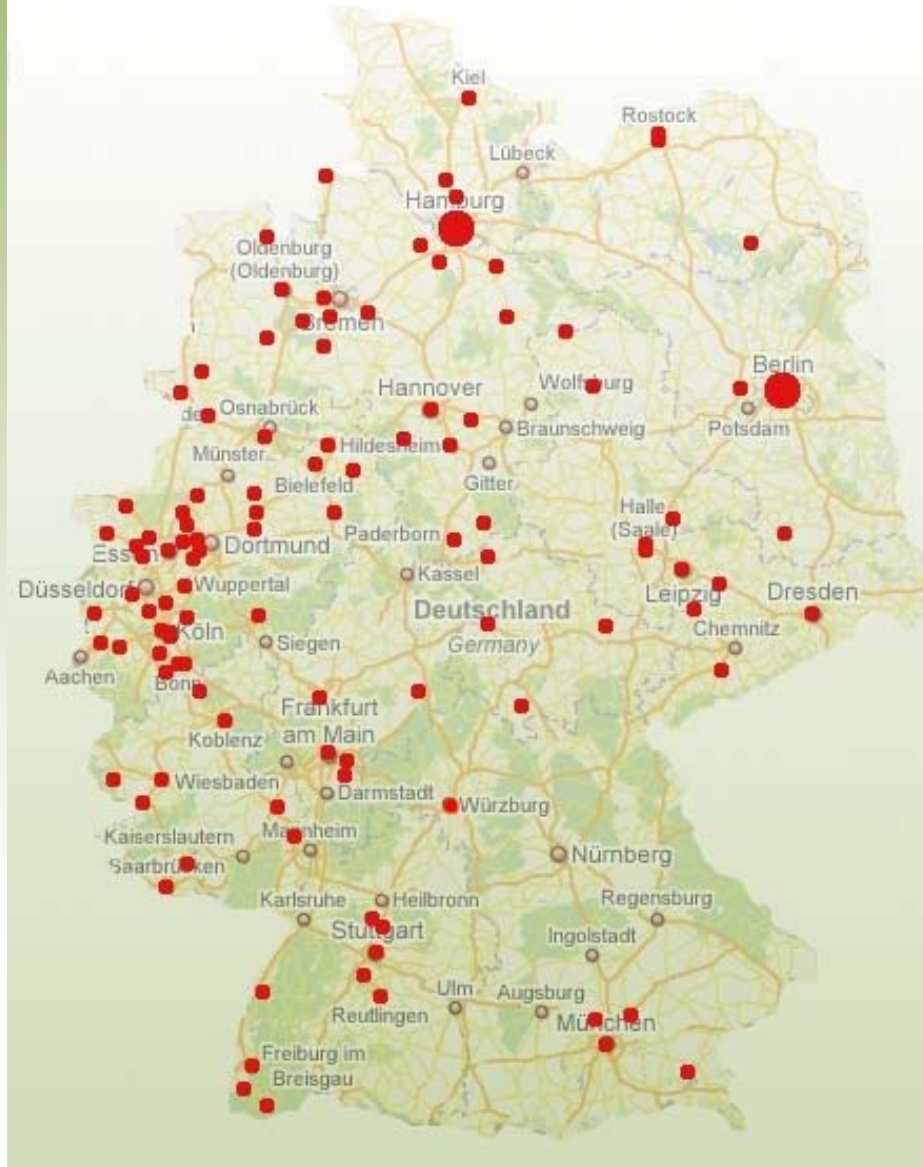 Kiel
Rostock
Lübeck
Hamburg
Oldenburg
(Oldenburg)
Bremen
Berlin
Hannover
Wolfsburg
Osnabrück
Potsdam
Braunschweig
Hildesheim
Münster
Gitter
Bielefeld
Halle
(Saale)
Paderborn
Essen
Dortmund
Kassel
Düsseldorf
Wuppertal
Leipzig
Dresden
Deutschland
Köln
Chemnitz
Siegen
Germany
Aachen
Bonn
Frankfurt
am Main
Koblenz
Wiesbaden
Darmstadt
Würzburg
Kaiserslautern
Mannheim
Nürnberg
Saarbrücken
Karlsruhe
Heilbronn
Regensburg
Stuttgart
Ingolstadt
Ulm
Augsburg
Reutlingen
München
Freiburg im
Breisgau